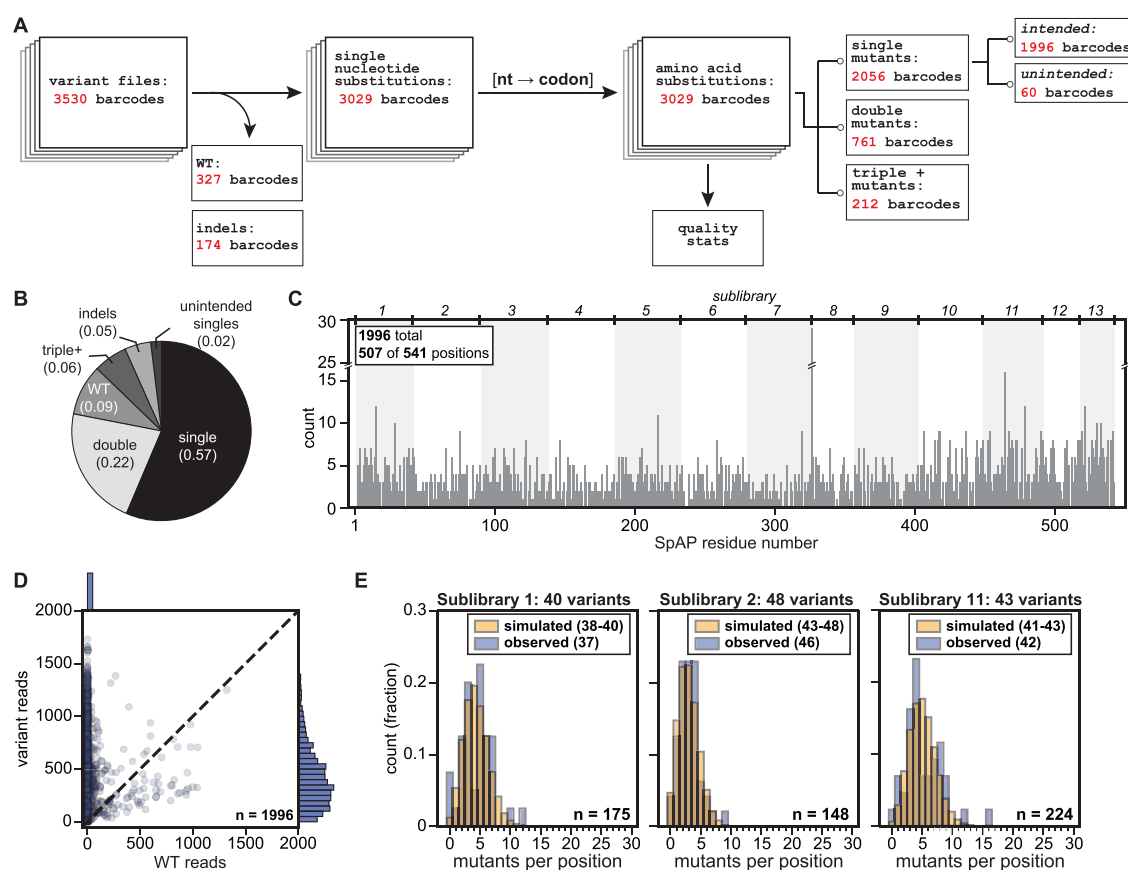 A
variant files:
3530 barcodes
WT:
327 barcodes
indels:
174 barcodes
single
nucleotide
substitutions:
3029 barcodes
[nt → codon]
amino acid
substitutions:
3029 barcodes
quality
stats
single
mutants:
2056 barcodes
double
mutants:
761 barcodes
triple +
mutants:
212 barcodes
intended:
1996 barcodes
unintended:
60 barcodes
B
indels
(0.05)
unintended
singles
(0.02)
triple+
(0.06)
WT
(0.09)
double
(0.22)
single
(0.57)
C
sublibrary
1 2 3 4 5 6 7 8 9 10 11 12 13
1996 total
507 of 541 positions
30
25
15
10
5
0
count
1 100 200 300 400 500
SpAP residue number
D
2000
1500
1000
500
0
variant reads
n = 1996
0 500 1000 1500 2000
WT reads
E
Sublibrary 1: 40 variants
simulated (38-40)
observed (37)
0.3
0.2
0.1
0
count (fraction)
n = 175
0 5 10 15 20 25 30
mutants per position
Sublibrary 2: 48 variants
simulated (43-48)
observed (46)
n = 148
0 5 10 15 20 25 30
mutants per position
Sublibrary 11: 43 variants
simulated (41-43)
observed (42)
n = 224
0 5 10 15 20 25 30
mutants per position